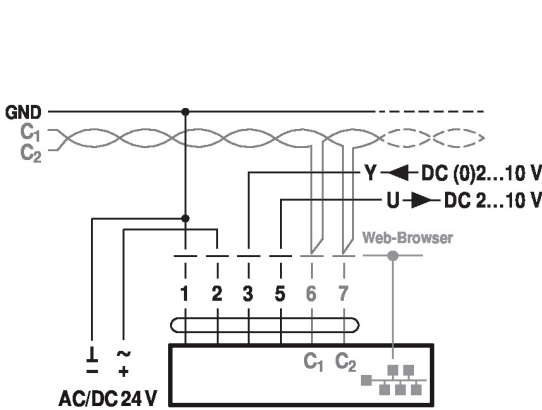 GND
C1
C2
Y DC (0)2...10 V
U DC 2...10 V
Web-Browser
1 2 3 5 6 7
⊥ ~
− +
C1 C2
AC/DC 24 V